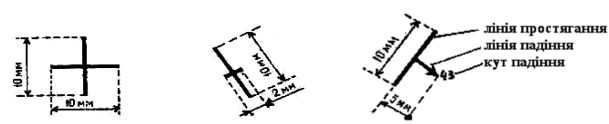 10мм
10мм
10мм
2мм
10мм
5мм
43
лінія простягання
лінія падіння
кут падіння